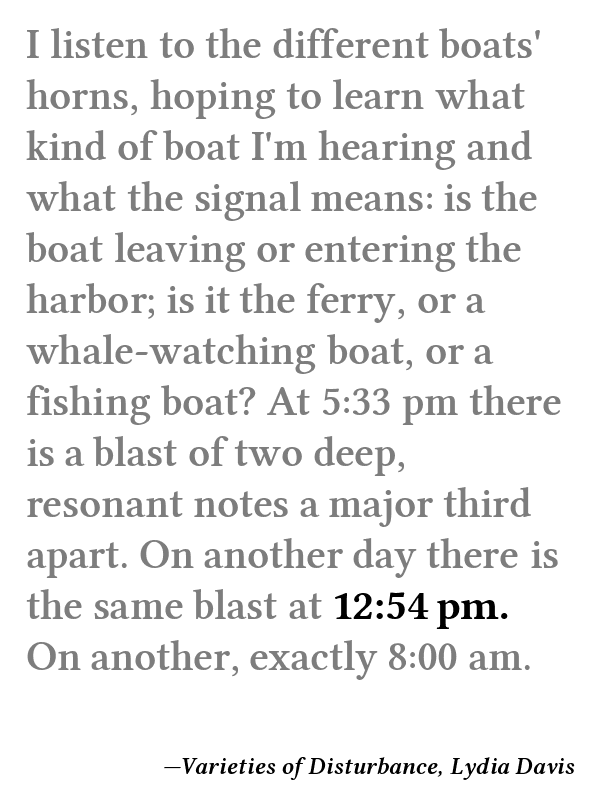 I listen to the different boats'
horns, hoping to learn what
kind of boat I'm hearing and
what the signal means: is the
boat leaving or entering the
harbor; is it the ferry, or a
whale-watching boat, or a
fishing boat? At 5:33 pm there
is a blast of two deep,
resonant notes a major third
apart. On another day there is
the same blast at 12:54 pm.
On another, exactly 8:00 am.
—Varieties of Disturbance, Lydia Davis